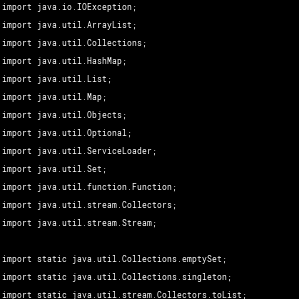 import java.io.IOException;
import java.util.ArrayList;
import java.util.Collections;
import java.util.HashMap;
import java.util.List;
import java.util.Map;
import java.util.Objects;
import java.util.Optional;
import java.util.ServiceLoader;
import java.util.Set;
import java.util.function.Function;
import java.util.stream.Collectors;
import java.util.stream.Stream;
import static java.util.Collections.emptySet;
import static java.util.Collections.singleton;
import static java.util.stream.Collectors.toList;